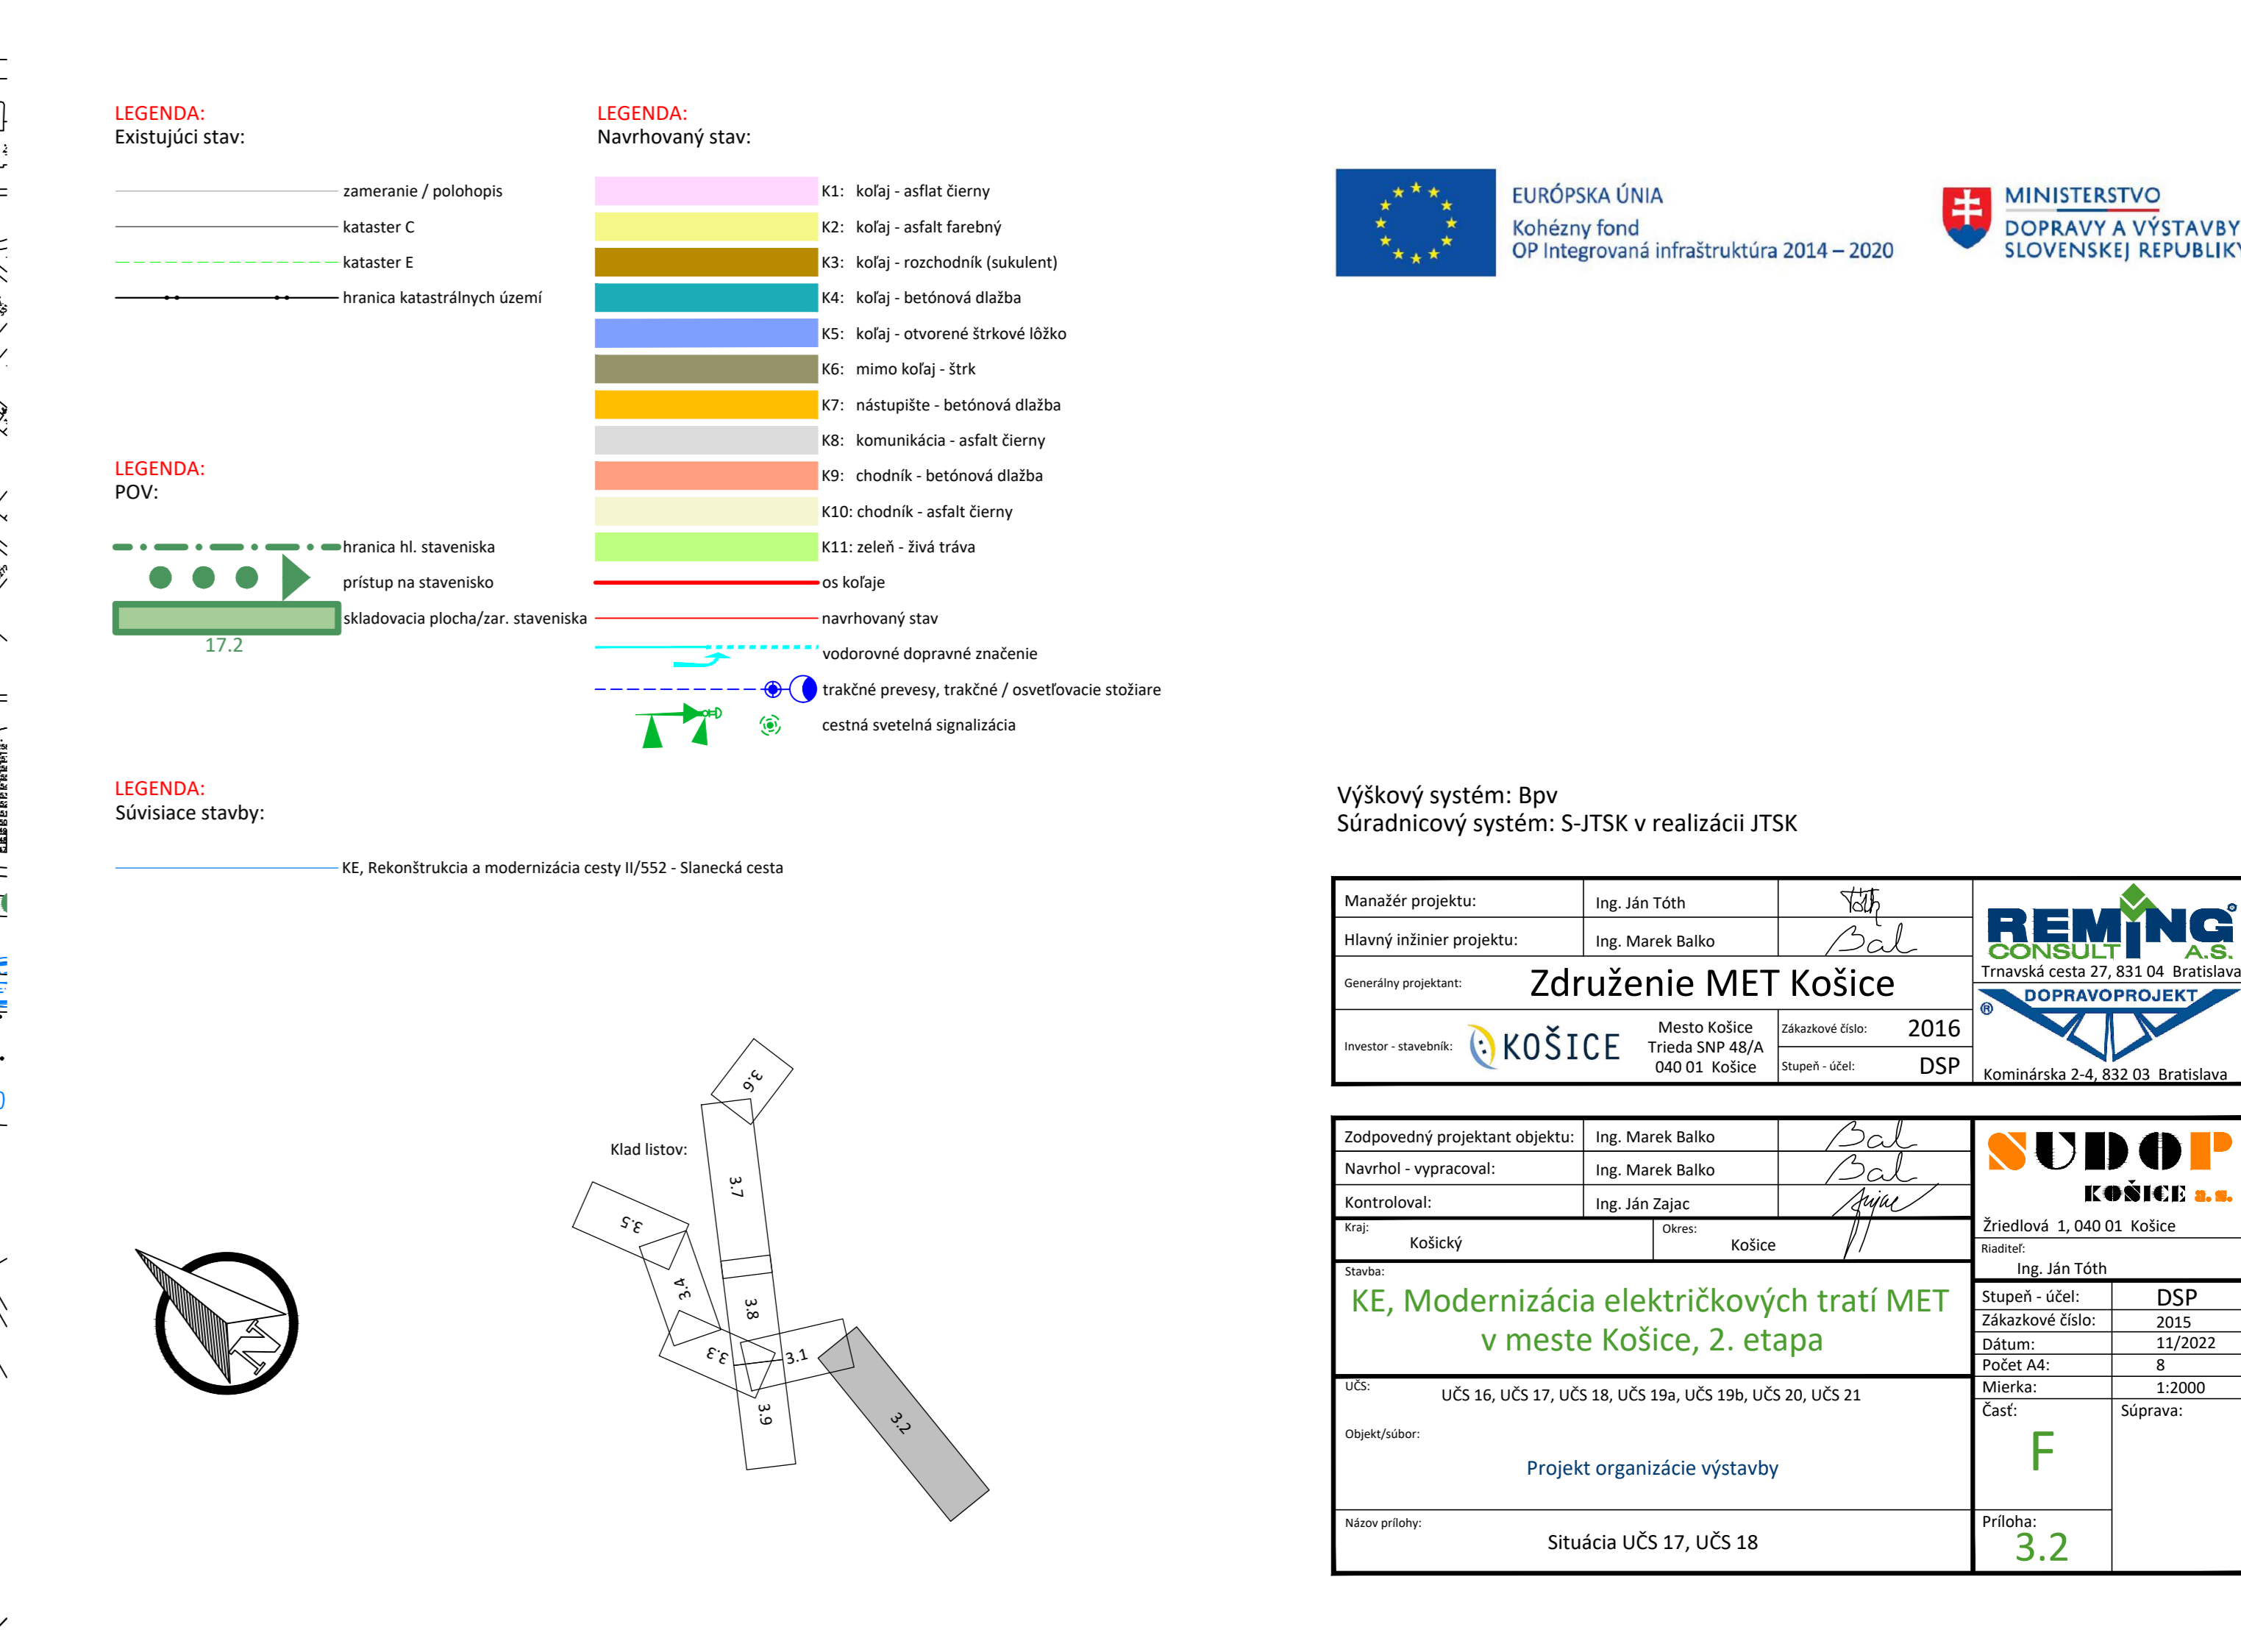 LEGENDA:
Existujúci stav:
zameranie / polohopis
kataster C
kataster E
hranica katastrálnych území
LEGENDA:
POV:
hranica hl. staveniska
prístup na stavenisko
skladovacia plocha/zar. staveniska
17.2
LEGENDA:
Súvisiace stavby:
KE, Rekonštrukcia a modernizácia cesty II/552 - Slanecká cesta
LEGENDA:
Navrhovaný stav:
K1: koľaj - asflat čierny
K2: koľaj - asfalt farebný
K3: koľaj - rozchodník (sukulent)
K4: koľaj - betónová dlažba
K5: koľaj - otvorené štrkové lôžko
K6: mimo koľaj - štrk
K7: nástupište - betónová dlažba
K8: komunikácia - asfalt čierny
K9: chodník - betónová dlažba
K10: chodník - asfalt čierny
K11: zeleň - živá tráva
os koľaje
navrhovaný stav
vodorovné dopravné značenie
trakčné prevesy, trakčné / osvetľovacie stožiare
cestná svetelná signalizácia
Klad listov:
3.6
3.7
3.5
3.4
3.8
3.3
3.1
3.9
3.2
N
EURÓPSKA ÚNIA
Kohézny fond
OP Integrovaná infraštruktúra 2014 – 2020
MINISTERSTVO
DOPRAVY A VÝSTAVBY
SLOVENSKEJ REPUBLIKY
Výškový systém: Bpv
Súradnicový systém: S-JTSK v realizácii JTSK
Manažér projektu: Ing. Ján Tóth Tóth
Hlavný inžinier projektu: Ing. Marek Balko Bal
Generálny projektant: Združenie MET Košice
Investor - stavebník: KOŠICE
Mesto Košice
Trieda SNP 48/A
040 01 Košice
Zákazkové číslo: 2016
Stupeň - účel: DSP
REMING
CONSULT A.S.
Trnavská cesta 27, 831 04 Bratislava
DOPRAVOPROJEKT
®
Kominárska 2-4, 832 03 Bratislava
Zodpovedný projektant objektu: Ing. Marek Balko Bal
Navrhol - vypracoval: Ing. Marek Balko Bal
Kontroloval: Ing. Ján Zajac
Kraj: Košický
Okres: Košice
Stavba:
KE, Modernizácia električkových tratí MET
v meste Košice, 2. etapa
UČS: UČS 16, UČS 17, UČS 18, UČS 19a, UČS 19b, UČS 20, UČS 21
Objekt/súbor:
Projekt organizácie výstavby
Názov prílohy:
Situácia UČS 17, UČS 18
SUDOP
KOŠICE a.s.
Žriedlová 1, 040 01 Košice
Riaditeľ:
Ing. Ján Tóth
Stupeň - účel: DSP
Zákazkové číslo: 2015
Dátum: 11/2022
Počet A4: 8
Mierka: 1:2000
Časť: F
Súprava:
Príloha:
3.2